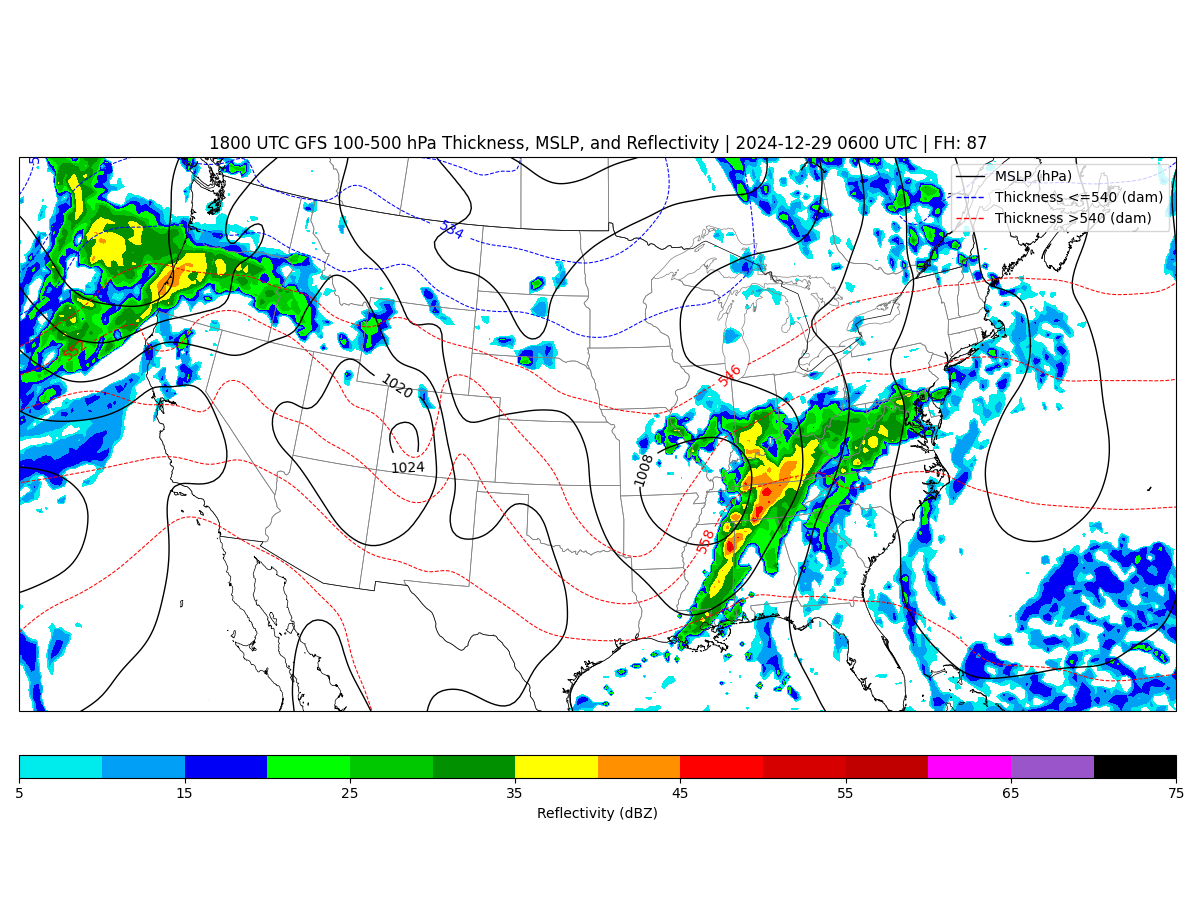 1800 UTC GFS 100-500 hPa Thickness, MSLP, and Reflectivity | 2024-12-29 0600 UTC | FH: 87
MSLP (hPa)
Thickness <=540 (dam)
Thickness >540 (dam)
534
546
1020
1024
1008
558
5
15
25
35
45
55
65
75
Reflectivity (dBZ)